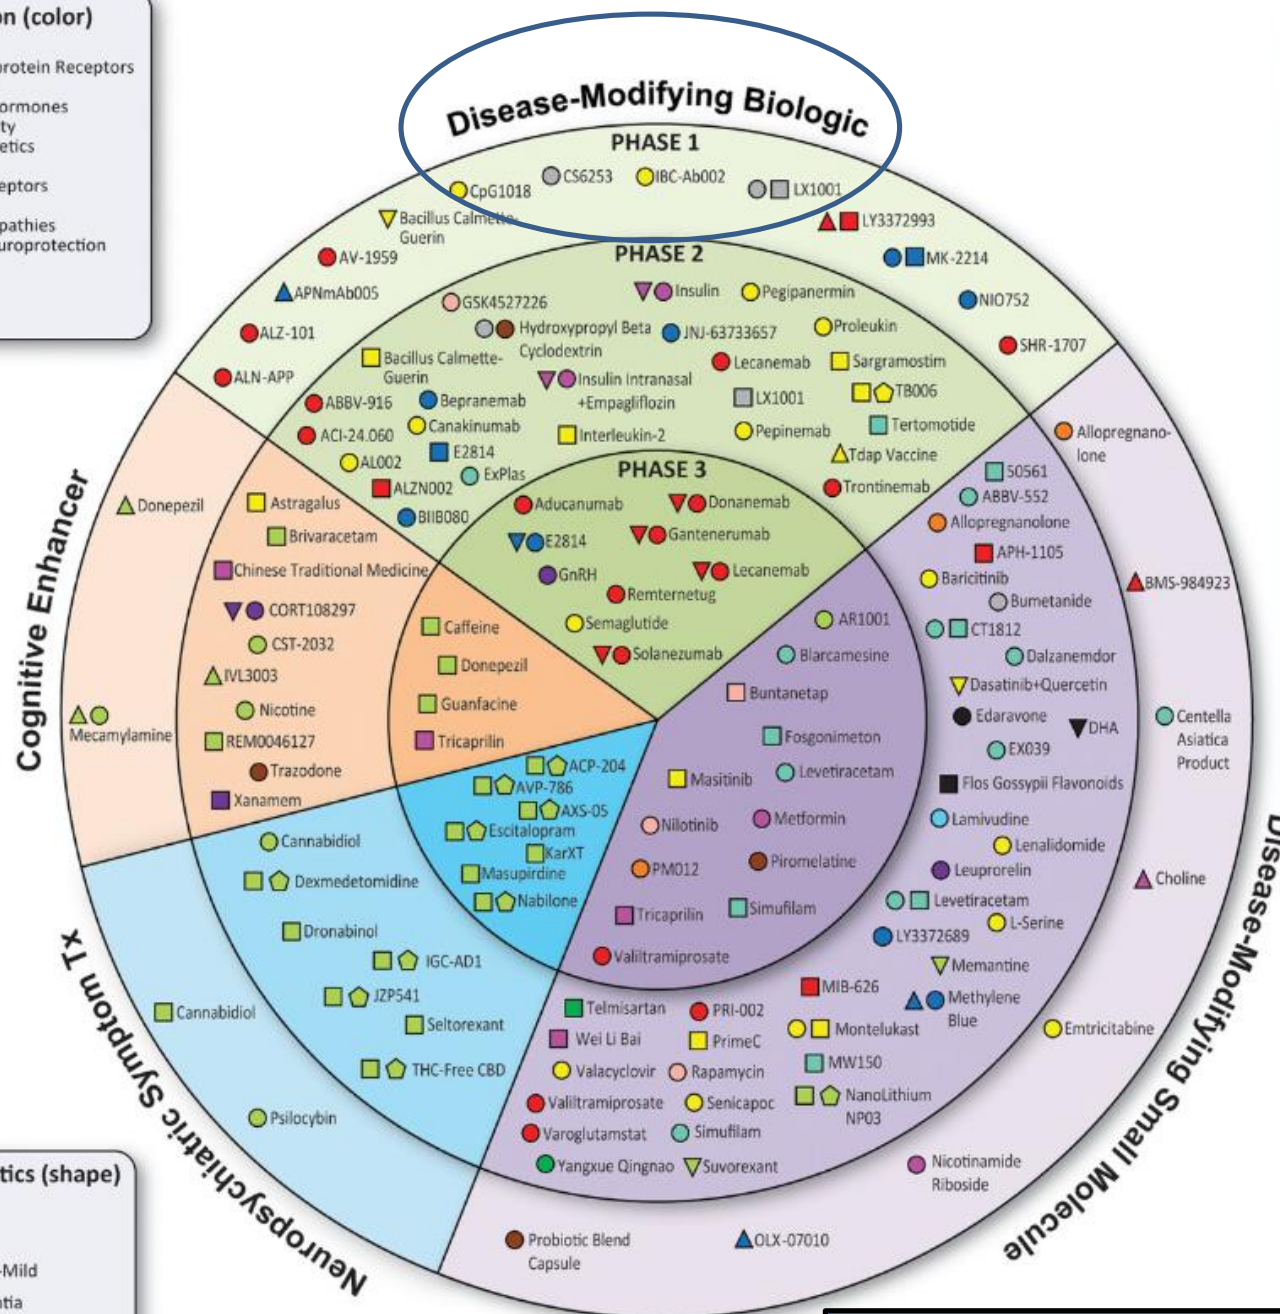 on (color)
protein Receptors
ormones
ty
etics
eptors
pathies
uroprotection
Disease-Modifying Biologic
PHASE 1
CpG1018
CS6253
IBC-Ab002
LX1001
Bacillus Calmette-
Guerin
LY3372993
AV-1959
MK-2214
APNmAb005
NIO752
ALZ-101
SHR-1707
ALN-APP
PHASE 2
GSK4527226
Insulin
Pegipanermin
Hydroxypropyl Beta
Cyclodextrin
JNJ-63733657
Proleukin
Bacillus Calmette-
Guerin
Lecanemab
Sargramostim
Insulin Intranasal
+Empagliflozin
LX1001
TB006
ABBV-916
Bepranemab
Canakinumab
Interleukin-2
Pepinemab
Tertomotide
ACI-24.060
E2814
Tdap Vaccine
AL002
ExPlas
ALZN002
Trontinemab
BIIB080
PHASE 3
Aducanumab
Donanemab
E2814
Gantenerumab
GnRH
Lecanemab
Remternetug
Semaglutide
Solanezumab
Cognitive Enhancer
Donepezil
Mecamylamine
Astragalus
Brivaracetam
Chinese Traditional Medicine
CORT108297
CST-2032
IVL3003
Nicotine
REM0046127
Trazodone
Xanamem
Caffeine
Donepezil
Guanfacine
Tricaprilin
Neuropsychiatric Symptom Tx
ACP-204
AVP-786
AXS-05
Escitalopram
KarXT
Masupirdine
Nabilone
Cannabidiol
Dexmedetomidine
Dronabinol
IGC-AD1
JZP541
Seltorexant
THC-Free CBD
Cannabidiol
Psilocybin
Disease-Modifying Small Molecule
AR1001
Blarcamesine
Buntanetap
Fosgonimeton
Masitinib
Levetiracetam
Nilotinib
Metformin
PM012
Piromelatine
Tricaprilin
Simufilam
Valiltramiprosate
50561
ABBV-552
Allopregnanolone
APH-1105
Baricitinib
Bumetanide
CT1812
Dalzanemdor
Dasatinib+Quercetin
Edaravone
DHA
EX039
Flos Gossypii Flavonoids
Lamivudine
Lenalidomide
Leuprorelin
Levetiracetam
L-Serine
LY3372689
Memantine
MIB-626
Methylene
Blue
Montelukast
MW150
NanoLithium
NP03
Telmisartan
PRI-002
Wei Li Bai
PrimeC
Valacyclovir
Rapamycin
Valiltramiprosate
Senicapoc
Varoglutamstat
Simufilam
Yangxue Qingnao
Suvorexant
Allopregnano-
lone
BMS-984923
Centella
Asiatica
Product
Choline
Emtricitabine
Nicotinamide
Riboside
Probiotic Blend
Capsule
OLX-07010
tics (shape)
-Mild
ntia